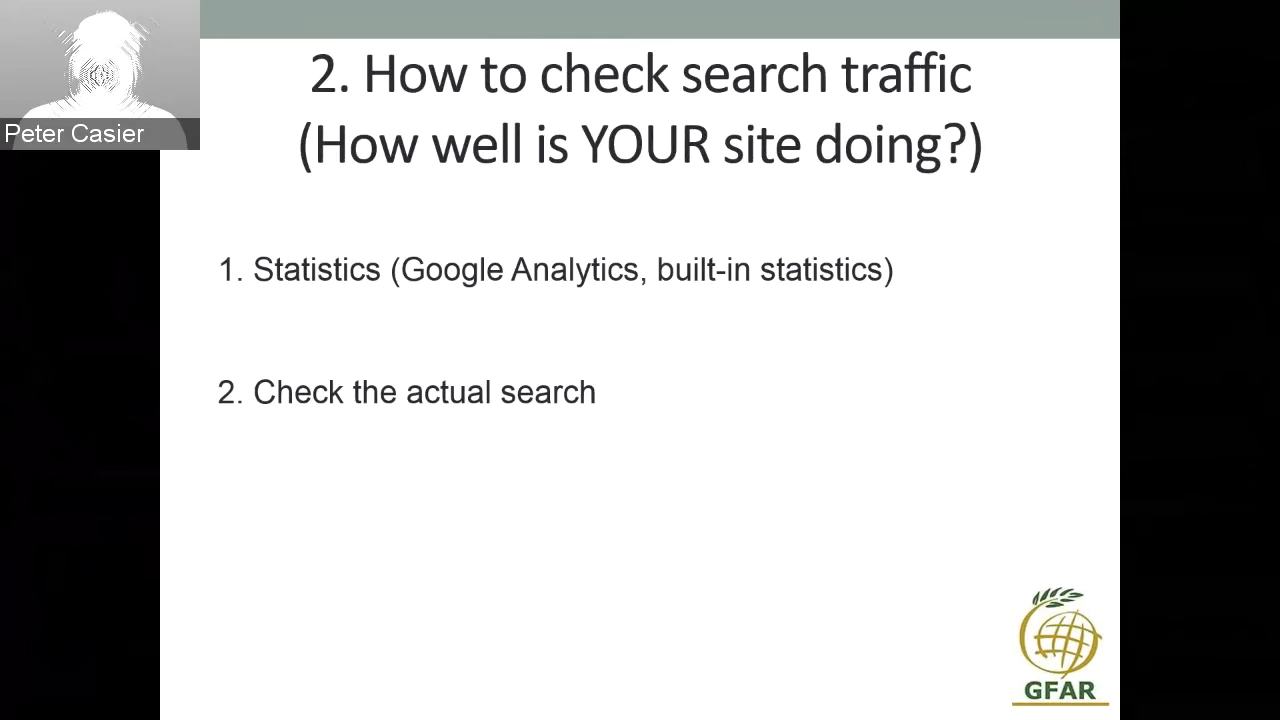 Peter Casier
2. How to check search traffic
(How well is YOUR site doing?)
1. Statistics (Google Analytics, built-in statistics)
2. Check the actual search
GFAR